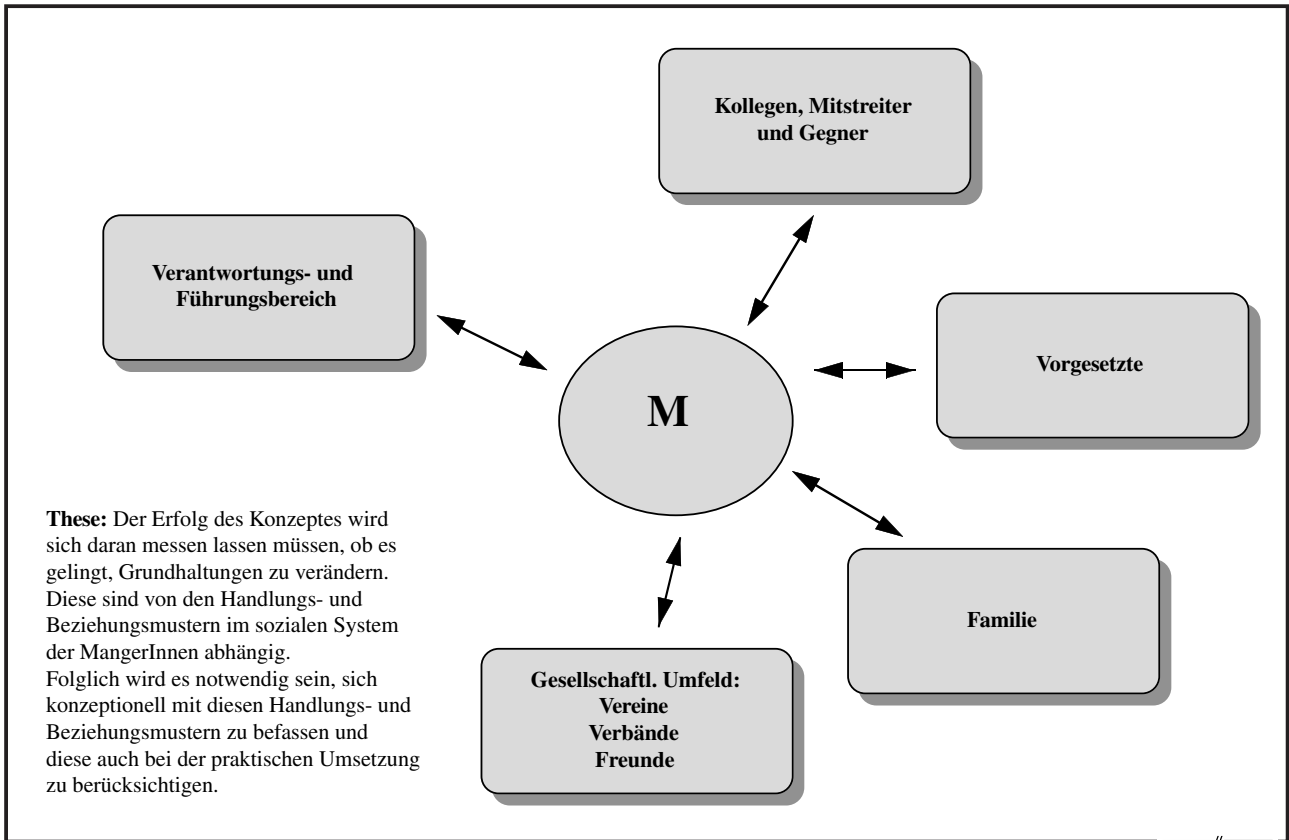 Kollegen, Mitstreiter
und Gegner
Verantwortungs- und
Führungsbereich
Vorgesetzte
M
These: Der Erfolg des Konzeptes wird
sich daran messen lassen müssen, ob es
gelingt, Grundhaltungen zu verändern.
Diese sind von den Handlungs- und
Beziehungsmustern im sozialen System
der MangerInnen abhängig.
Folglich wird es notwendig sein, sich
konzeptionell mit diesen Handlungs- und
Beziehungsmustern zu befassen und
diese auch bei der praktischen Umsetzung
zu berücksichtigen.
Familie
Gesellschaftl. Umfeld:
Vereine
Verbände
Freunde